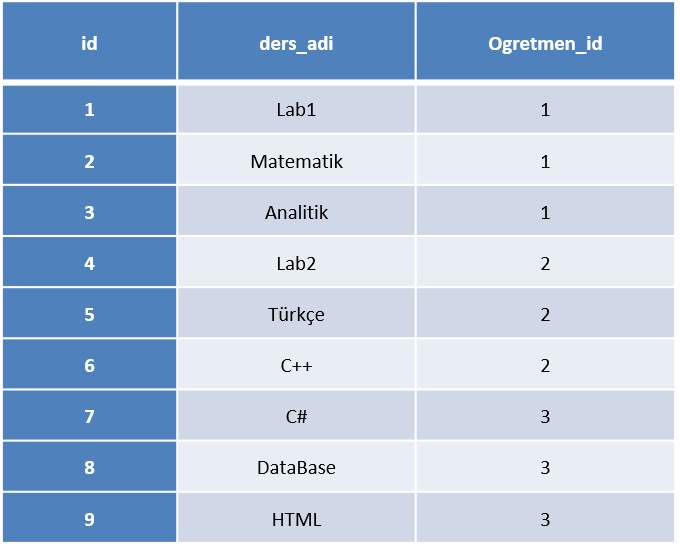 id ders_adi Ogretmen_id
1 Lab1 1
2 Matematik 1
3 Analitik 1
4 Lab2 2
5 Türkçe 2
6 C++ 2
7 C# 3
8 DataBase 3
9 HTML 3